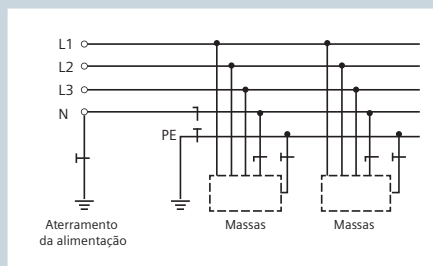 L1
L2
L3
N
PE
Aterramento
da alimentação
Massas
Massas